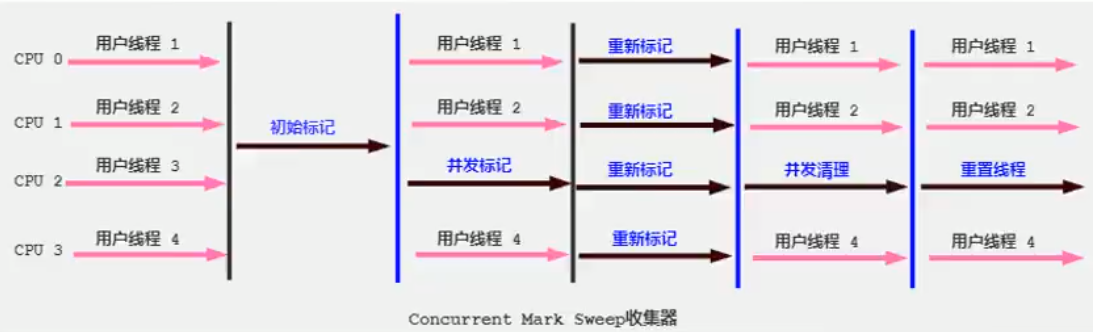 用户线程 1 用户线程 1 重新标记 用户线程 1 用户线程 1
CPU 0
用户线程 2 用户线程 2 重新标记 用户线程 2 用户线程 2
CPU 1
初始标记
用户线程 3 并发标记 重新标记 并发清理 重置线程
CPU 2
用户线程 4 用户线程 4 重新标记 用户线程 4 用户线程 4
CPU 3
Concurrent Mark Sweep收集器